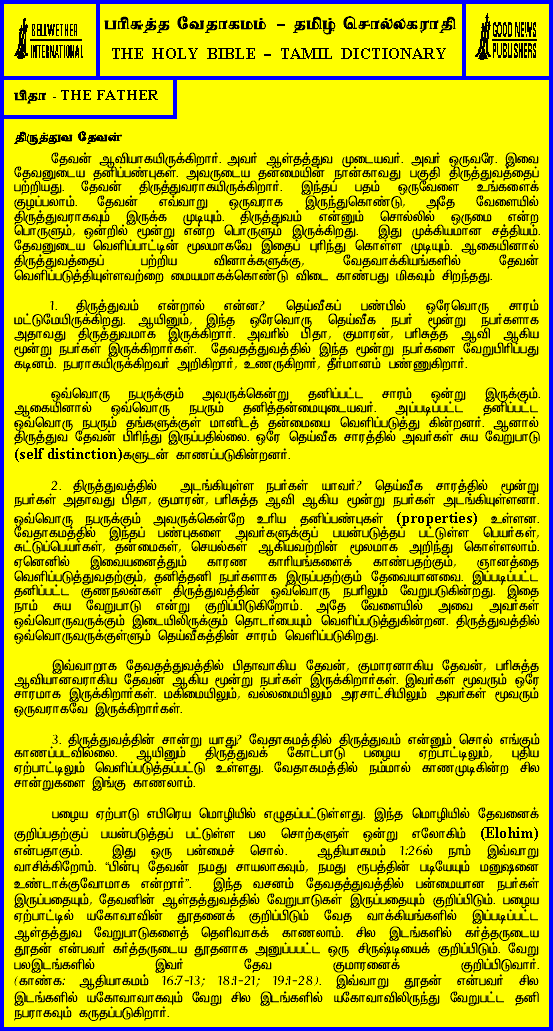 BELLWETHER
INTERNATIONAL
பரிசுத்த வேதாகமம் – தமிழ் சொல்லகராதி
THE HOLY BIBLE – TAMIL DICTIONARY
GOOD NEWS
PUBLISHERS
பிதா - THE FATHER
திருத்துவ தேவன்
தேவன் ஆவியாகயிருக்கிறார். அவர் ஆள்தத்துவ முடையவர். அவர் ஒருவரே. இவை
தேவனுடைய தனிப்பண்புகள். அவருடைய தன்மையின் நான்காவது பகுதி திருத்துவத்தைப்
பற்றியது. தேவன் திருத்துவராகயிருக்கிறார். இந்தப் பதம் ஒருவேளை உங்களைக்
குழப்பலாம். தேவன் எவ்வாறு ஒருவராக இருந்துகொண்டு, அதே வேளையில்
திருத்துவராகவும் இருக்க முடியும். திருத்துவம் என்னும் சொல்லில் ஒருமை என்ற
பொருளும், ஒன்றில் மூன்று என்ற பொருளும் இருக்கிறது. இது முக்கியமான சத்தியம்.
தேவனுடைய வெளிப்பாட்டின் மூலமாகவே இதைப் புரிந்து கொள்ள முடியும். ஆகையினால்
திருத்துவத்தைப் பற்றிய வினாக்களுக்கு, வேதவாக்கியங்களில் தேவன்
வெளிப்படுத்தியுள்ளவற்றை மையமாகக்கொண்டு விடை காண்பது மிகவும் சிறந்தது.
1. திருத்துவம் என்றால் என்ன? தெய்வீகப் பண்பில் ஒரேவொரு சாரம்
மட்டுமேயிருக்கிறது. ஆயினும், இந்த ஒரேவொரு தெய்வீக நபர் மூன்று நபர்களாக
அதாவது திருத்துவமாக இருக்கிறார். அவரில் பிதா, குமாரன், பரிசுத்த ஆவி ஆகிய
மூன்று நபர்கள் இருக்கிறார்கள். தேவதத்துவத்தில் இந்த மூன்று நபர்களை வேறுபிரிப்பது
கடினம். நபராகயிருக்கிறவர் அறிகிறார், உணருகிறார், தீர்மானம் பண்ணுகிறார்.
ஒவ்வொரு நபருக்கும் அவருக்கென்று தனிப்பட்ட சாரம் ஒன்று இருக்கும்.
ஆகையினால் ஒவ்வொரு நபரும் தனித்தன்மையுடையவர். அப்படிப்பட்ட தனிப்பட்ட
ஒவ்வொரு நபரும் தங்களுக்குள் மானிடத் தன்மையை வெளிப்படுத்து கின்றனர். ஆனால்
திருத்துவ தேவன் பிரிந்து இருப்பதில்லை. ஒரே தெய்வீக சாரத்தில் அவர்கள் சுய வேறுபாடு
(self distinction)களுடன் காணப்படுகின்றனர்.
2. திருத்துவத்தில் அடங்கியுள்ள நபர்கள் யாவர்? தெய்வீக சாரத்தில் மூன்று
நபர்கள் அதாவது பிதா, குமாரன், பரிசுத்த ஆவி ஆகிய மூன்று நபர்கள் அடங்கியுள்ளனர்.
ஒவ்வொரு நபருக்கும் அவருக்கென்றே உரிய தனிப்பண்புகள் (properties) உள்ளன.
வேதாகமத்தில் இந்தப் பண்புகளை அவர்களுக்குப் பயன்படுத்தப் பட்டுள்ள பெயர்கள்,
சுட்டுப்பெயர்கள், தன்மைகள், செயல்கள் ஆகியவற்றின் மூலமாக அறிந்து கொள்ளலாம்.
ஏனெனில் இவையனைத்தும் காரண காரியங்களைக் காண்பதற்கும், ஞானத்தை
வெளிப்படுத்துவதற்கும், தனித்தனி நபர்களாக இருப்பதற்கும் தேவையானவை. இப்படிப்பட்ட
தனிப்பட்ட குணநலன்கள் திருத்துவத்தின் ஒவ்வொரு நபரிலும் வேறுபடுகின்றது. இதை
நாம் சுய வேறுபாடு என்று குறிப்பிடுகிறோம். அதே வேளையில் அவை அவர்கள்
ஒவ்வொருவருக்கும் இடையிலிருக்கும் தொடர்பையும் வெளிப்படுத்துகின்றன. திருத்துவத்தில்
ஒவ்வொருவருக்குள்ளும் தெய்வீகத்தின் சாரம் வெளிப்படுகிறது.
இவ்வாறாக தேவதத்துவத்தில் பிதாவாகிய தேவன், குமாரனாகிய தேவன், பரிசுத்த
ஆவியானவராகிய தேவன் ஆகிய மூன்று நபர்கள் இருக்கிறார்கள். இவர்கள் மூவரும் ஒரே
சாரமாக இருக்கிறார்கள். மகிமையிலும், வல்லமையிலும் அரசாட்சியிலும் அவர்கள் மூவரும்
ஒருவராகவே இருக்கிறார்கள்.
3. திருத்துவத்தின் சான்று யாது? வேதாகமத்தில் திருத்துவம் என்னும் சொல் எங்கும்
காணப்படவில்லை. ஆயினும் திருத்துவக் கோட்பாடு பழைய ஏற்பாட்டிலும், புதிய
ஏற்பாட்டிலும் வெளிப்படுத்தப்பட்டு உள்ளது. வேதாகமத்தில் நம்மால் காணமுடிகின்ற சில
சான்றுகளை இங்கு காணலாம்.
பழைய ஏற்பாடு எபிரெய மொழியில் எழுதப்பட்டுள்ளது. இந்த மொழியில் தேவனைக்
குறிப்பதற்குப் பயன்படுத்தப் பட்டுள்ள பல சொற்களுள் ஒன்று எலோகிம் (Elohim)
என்பதாகும். இது ஒரு பன்மைச் சொல். ஆதியாகமம் 1:26ல் நாம் இவ்வாறு
வாசிக்கிறோம். “பின்பு தேவன் நமது சாயலாகவும், நமது ரூபத்தின் படியேயும் மனுஷனை
உண்டாக்குவோமாக என்றார்”. இந்த வசனம் தேவதத்துவத்தில் பன்மையான நபர்கள்
இருப்பதையும், தேவனின் ஆள்தத்துவத்தில் வேறுபாடுகள் இருப்பதையும் குறிப்பிடும். பழைய
ஏற்பாட்டில் யகோவாவின் தூதனைக் குறிப்பிடும் வேத வாக்கியங்களில் இப்படிப்பட்ட
ஆள்தத்துவ வேறுபாடுகளைத் தெளிவாகக் காணலாம். சில இடங்களில் கர்த்தருடைய
தூதன் என்பவர் கர்த்தருடைய தூதனாக அனுப்பப்பட்ட ஒரு சிருஷ்டியைக் குறிப்பிடும். வேறு
பலஇடங்களில் இவர் தேவ குமாரனைக் குறிப்பிடுவார்.
(காண்க: ஆதியாகமம் 16:7-13; 18:1-21; 19:1-28). இவ்வாறு தூதன் என்பவர் சில
இடங்களில் யகோவாவாகவும் வேறு சில இடங்களில் யகோவாவிலிருந்து வேறுபட்ட தனி
நபராகவும் கருதப்படுகிறார்.